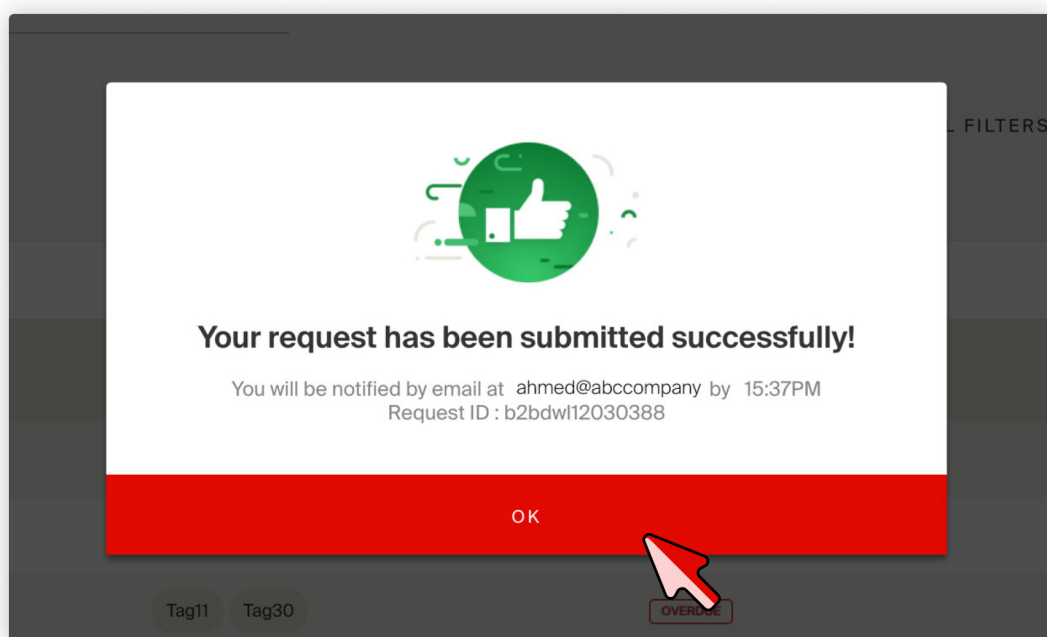 FILTERS
Your request has been submitted successfully!
You will be notified by email at ahmed@abccompany by 15:37PM
Request ID : b2bdwl12030388
OK
Tag11 Tag30 OVERDUE